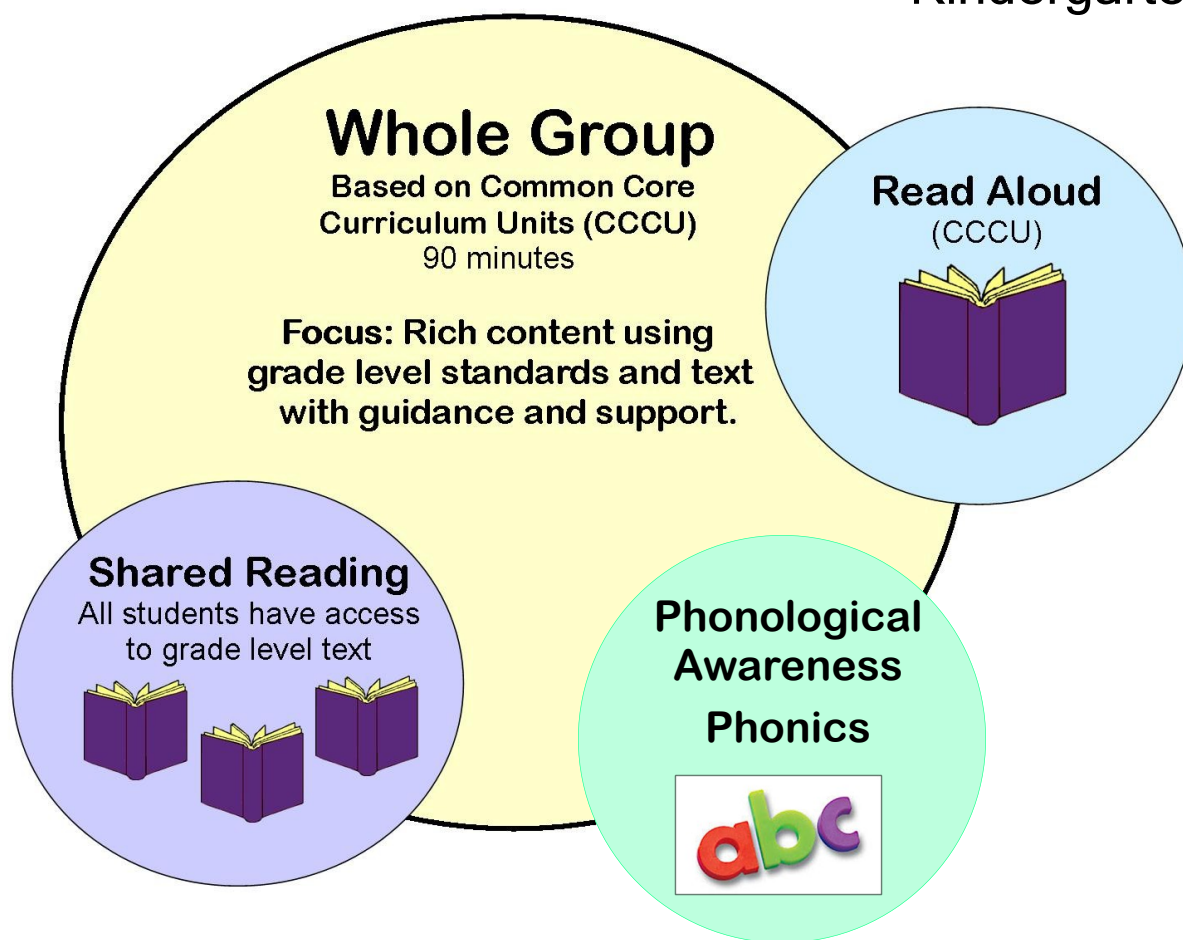 Whole Group
Based on Common Core
Curriculum Units (CCCU)
90 minutes
Focus: Rich content using
grade level standards and text
with guidance and support.
Read Aloud
(CCCU)
Shared Reading
All students have access
to grade level text
Phonological
Awareness
Phonics
abc